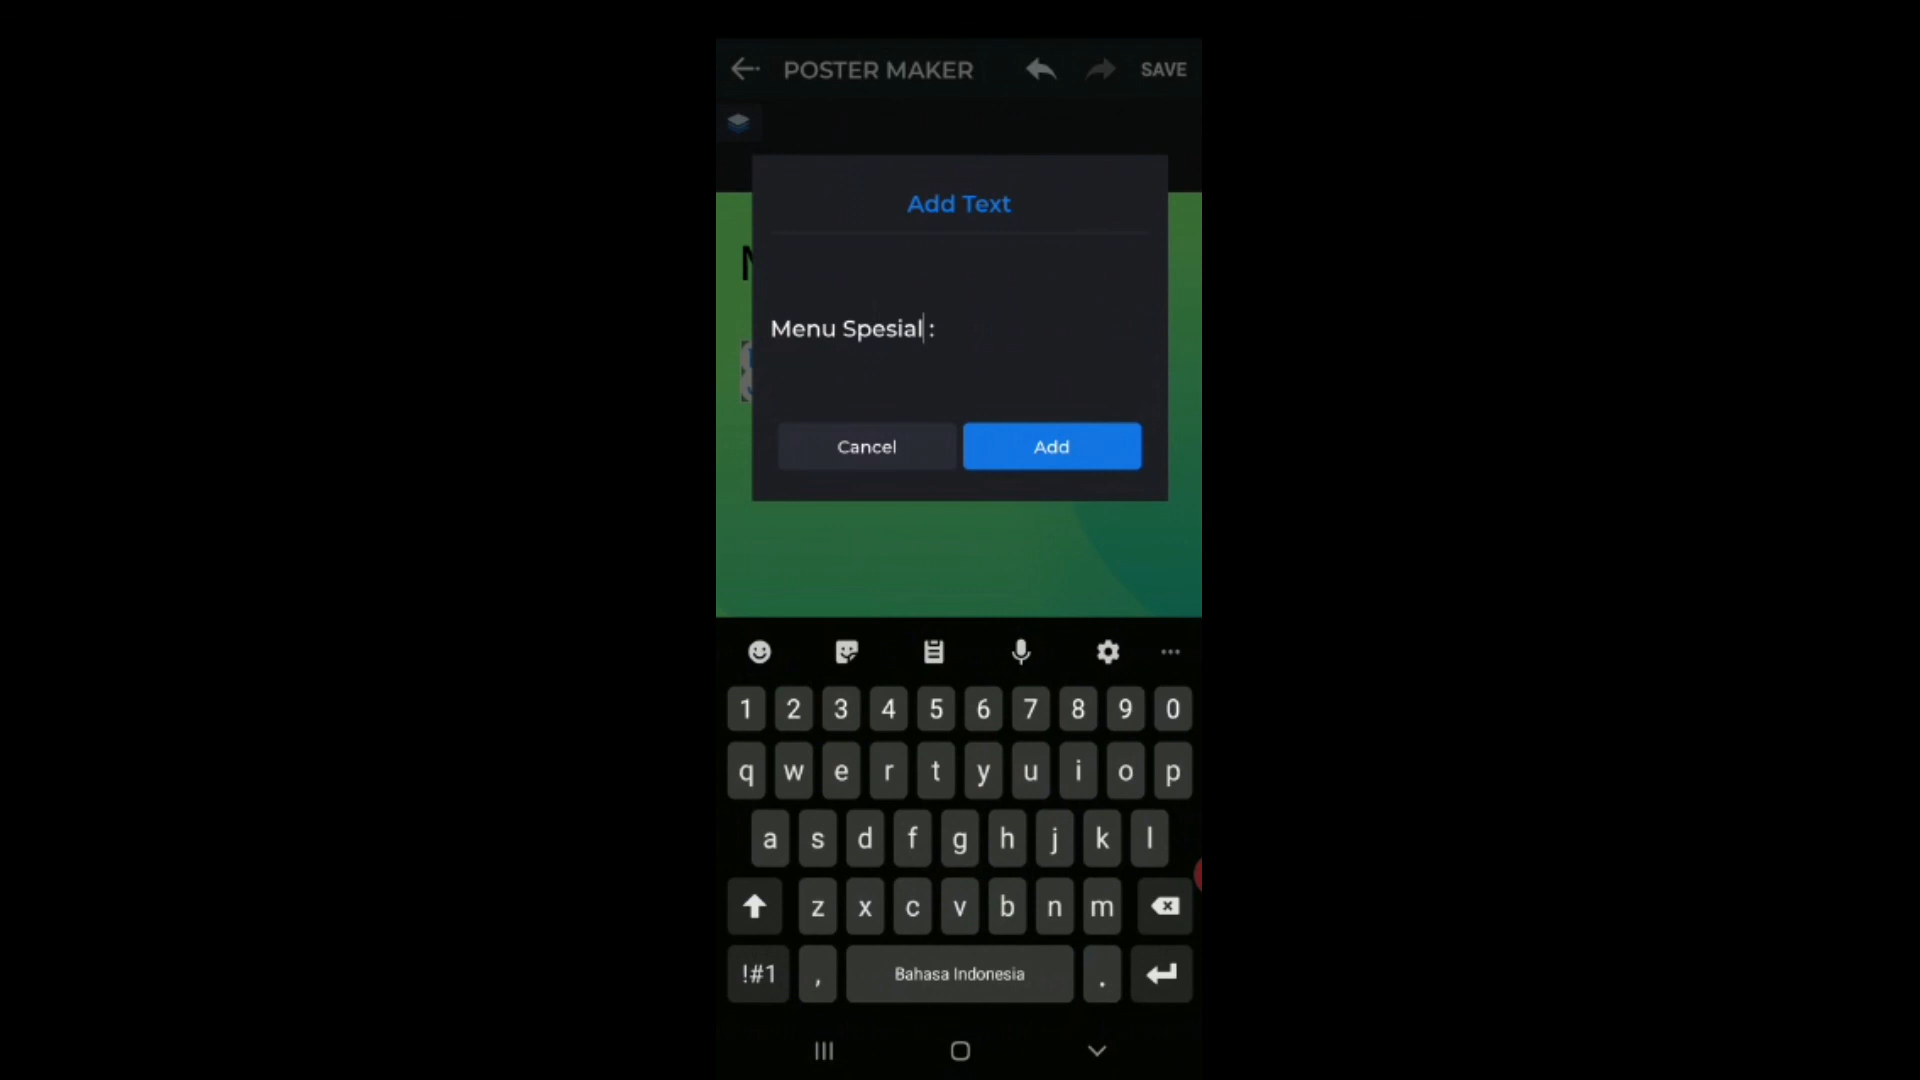 POSTER MAKER SAVE
Add Text
Menu Spesial :
Cancel Add
1 2 3 4 5 6 7 8 9 0
q w e r t y u i o p
a s d f g h j k l
z x c v b n m
!#1 , Bahasa Indonesia .